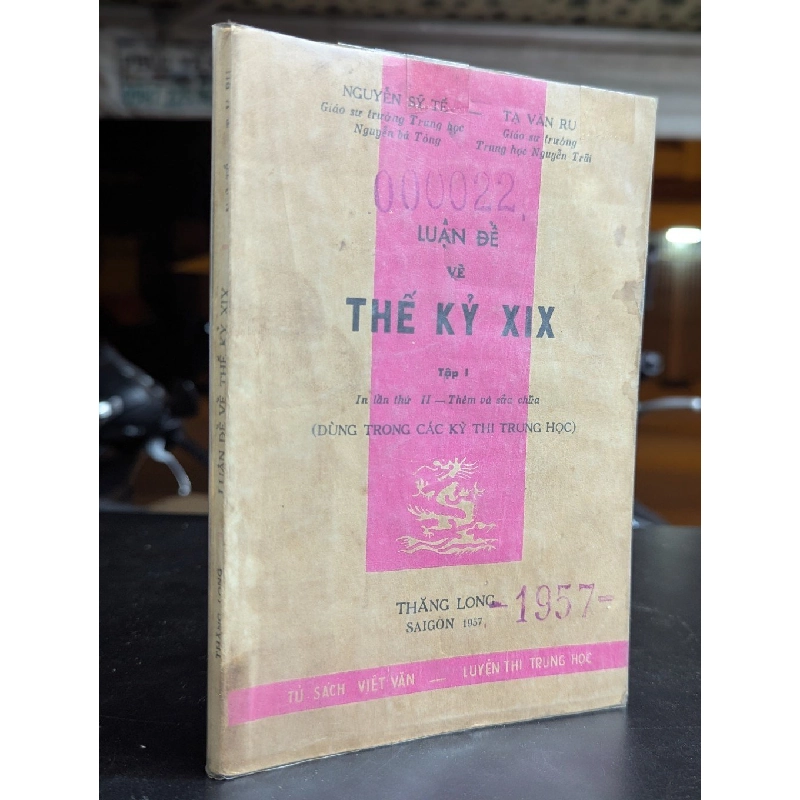 NGUYỄN SỸ TẾ — TẠ VĂN RU
Giáo sư trường Trung học
Nguyễn bá Tòng
Giáo sư trường
Trung học Nguyễn Trãi
000022
LUẬN ĐỀ
VỀ
THẾ KỶ XIX
Tập I
In lần thứ II — Thêm và sửa chữa
(DÙNG TRONG CÁC KỲ THI TRUNG HỌC)
THĂNG LONG
SAIGÒN 1957
-1957-
TỦ SÁCH VIỆT VĂN — LUYỆN THI TRUNG HỌC
LUẬN ĐỀ VỀ THẾ KỶ XIX
THĂNG LONG